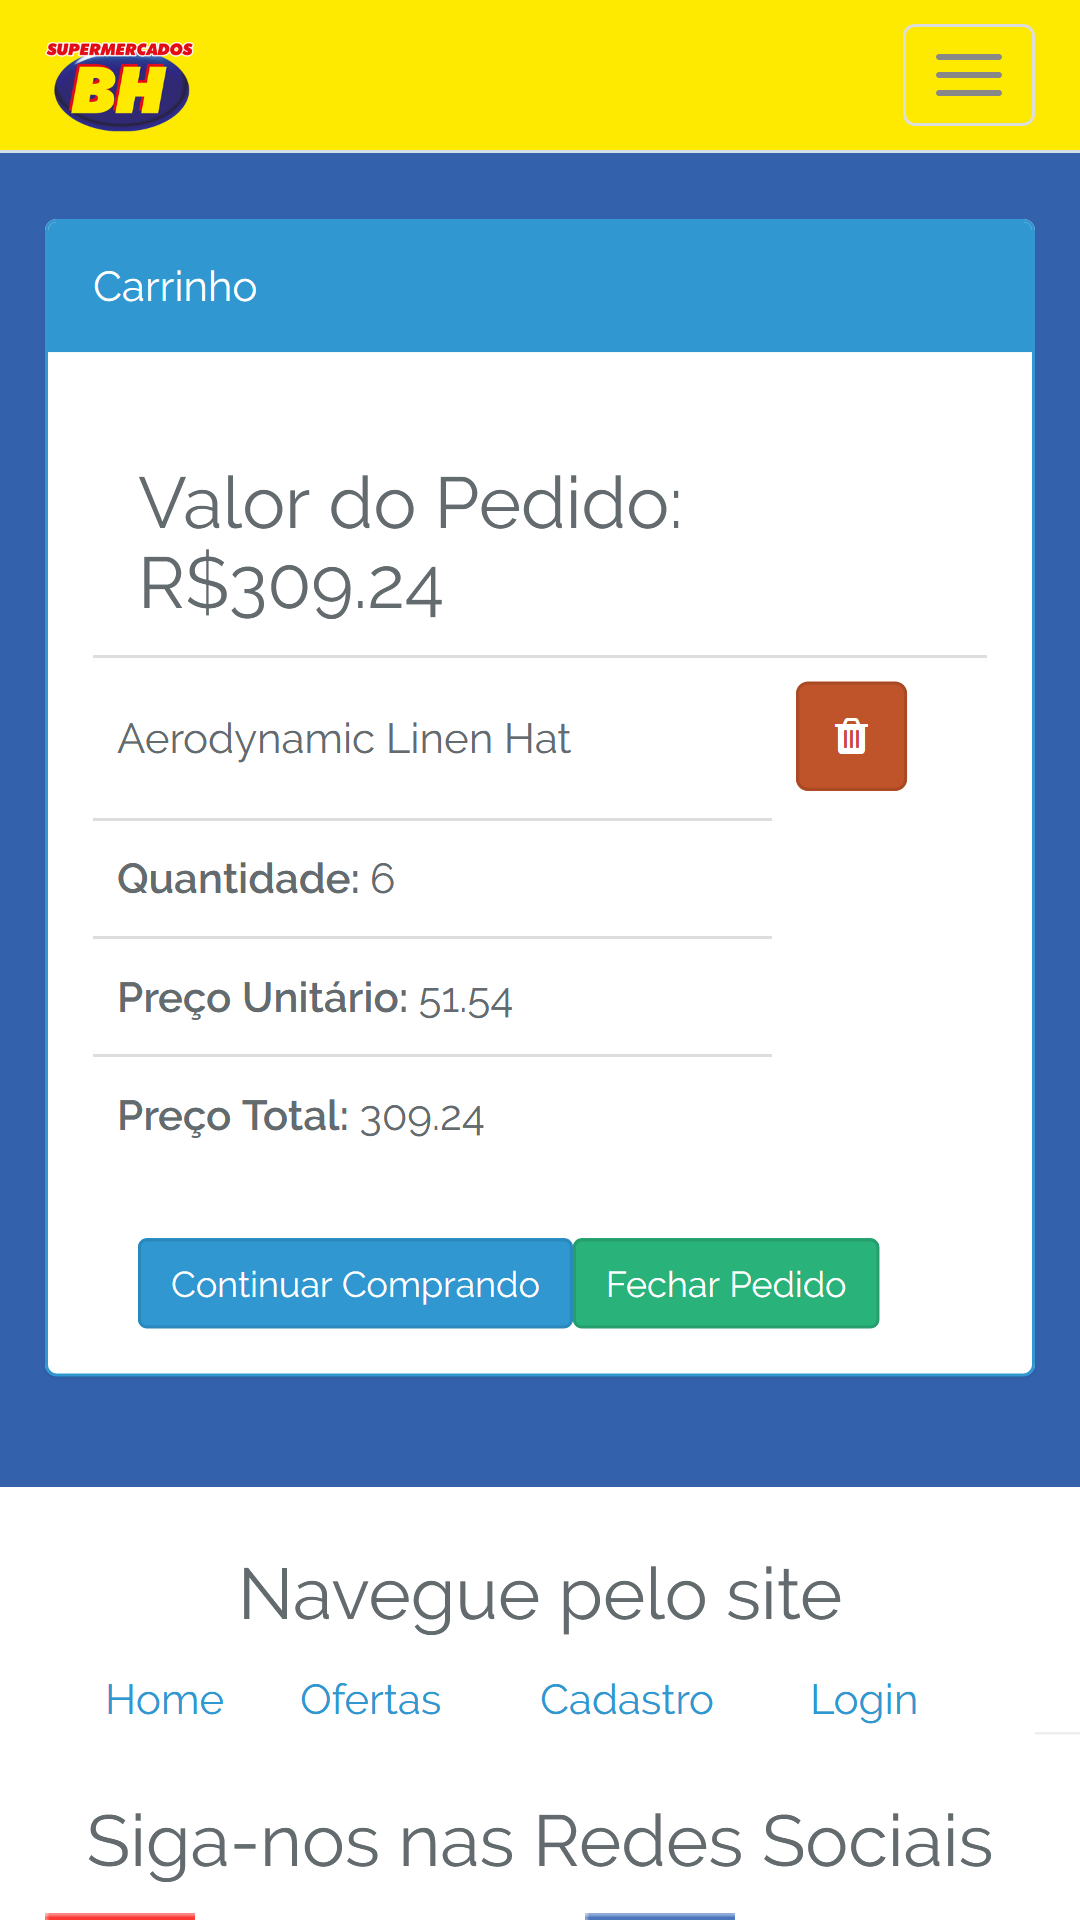 SUPERMERCADOS
BH
Carrinho
Valor do Pedido:
R$309.24
Aerodynamic Linen Hat
Quantidade: 6
Preço Unitário: 51.54
Preço Total: 309.24
Continuar Comprando
Fechar Pedido
Navegue pelo site
Home
Ofertas
Cadastro
Login
Siga-nos nas Redes Sociais